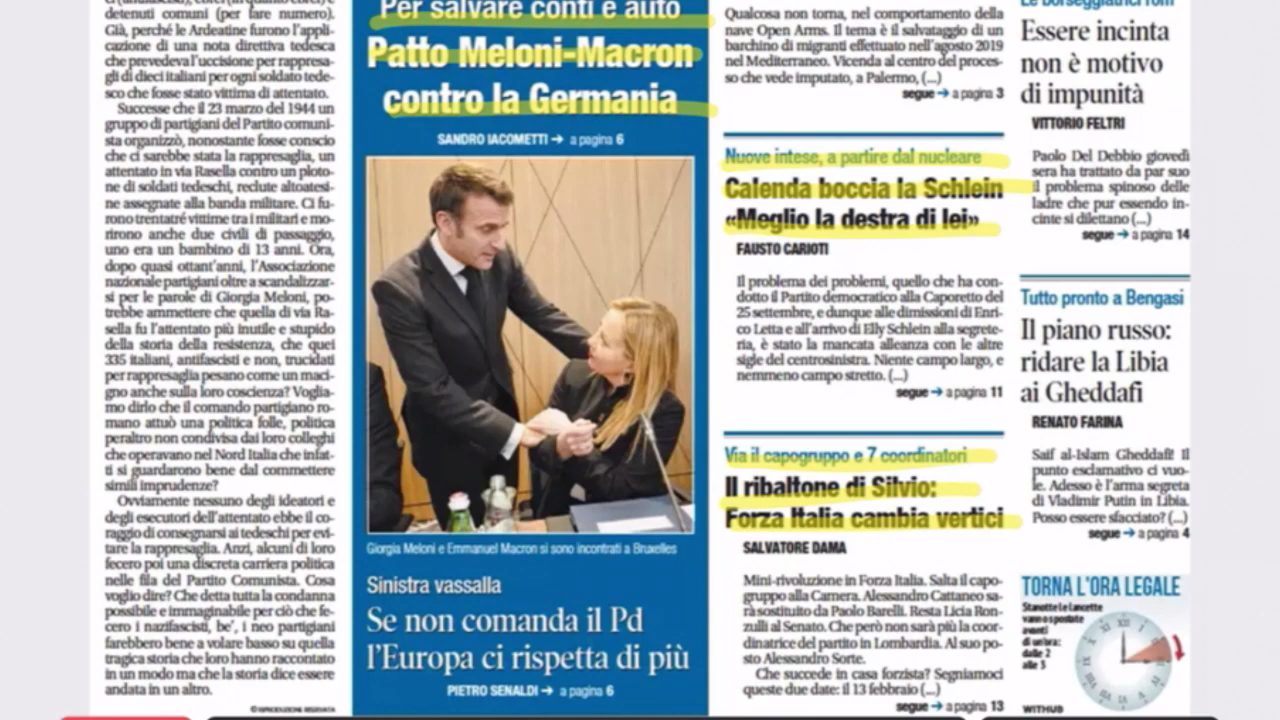 detenuti comuni (per fare numero).
Già, perché le Ardeatine furono l'appli-
cazione di una nota direttiva tedesca
che prevedeva l'uccisione per rappresa-
glia di dieci italiani per ogni soldato tede-
sco che fosse stato vittima di attentato.
Successe che il 23 marzo del 1944 un
gruppo di partigiani del Partito comuni-
sta organizzò, nonostante fosse conscio
che ci sarebbe stata la rappresaglia, un
attentato in via Rasella contro un ploto-
ne di soldati tedeschi, reclute altoatesi-
ne assegnate alla banda militare. Ci fu-
rono trentatré vittime tra i militari e mo-
rirono anche due civili di passaggio,
uno era un bambino di 13 anni. Ora,
dopo quasi ottant'anni, l'Associazione
nazionale partigiani oltre a scandalizzar-
si per le parole di Giorgia Meloni, po-
trebbe ammettere che quella di via Ra-
sella fu l'attentato più inutile e stupido
della storia della resistenza, che quei
335 italiani, antifascisti e non, trucidati
per rappresaglia pesano come un maci-
gno anche sulla loro coscienza? Voglia-
mo dirlo che il comando partigiano ro-
mano attuò una politica folle, politica
peraltro non condivisa dai loro colleghi
che operavano nel Nord Italia che infat-
ti si guardarono bene dal commettere
simili imprudenze?
Ovviamente nessuno degli ideatori e
degli esecutori dell'attentato ebbe il co-
raggio di consegnarsi ai tedeschi per evi-
tare la rappresaglia. Anzi, alcuni di loro
fecero poi una discreta carriera politica
nelle fila del Partito Comunista. Cosa
voglio dire? Che detta tutta la condanna
possibile e immaginabile per ciò che fe-
cero i nazifascisti, be', i neo partigiani
farebbero bene a volare basso su quella
tragica storia che loro hanno raccontato
in un modo ma che la storia dice essere
andata in un altro.
© RIPRODUZIONE RISERVATA
Per salvare conti e auto
Patto Meloni-Macron
contro la Germania
SANDRO IACOMETTI → a pagina 6
Giorgia Meloni e Emmanuel Macron si sono incontrati a Bruxelles
Sinistra vassalla
Se non comanda il Pd
l'Europa ci rispetta di più
PIETRO SENALDI → a pagina 6
Qualcosa non torna, nel comportamento della
nave Open Arms. Il tema è il salvataggio di un
barchino di migranti effettuato nell'agosto 2019
nel Mediterraneo. Vicenda al centro del proces-
so che vede imputato, a Palermo, (...)
segue → a pagina 3
Nuove intese, a partire dal nucleare
Calenda boccia la Schlein
«Meglio la destra di lei»
FAUSTO CARIOTI
Il problema dei problemi, quello che ha con-
dotto il Partito democratico alla Caporetto del
25 settembre, e dunque alle dimissioni di Enri-
co Letta e all'arrivo di Elly Schlein alla segrete-
ria, è stato la mancata alleanza con le altre
sigle del centrosinistra. Niente campo largo, e
nemmeno campo stretto. (...)
segue → a pagina 11
Via il capogruppo e 7 coordinatori
Il ribaltone di Silvio:
Forza Italia cambia vertici
SALVATORE DAMA
Mini-rivoluzione in Forza Italia. Salta il capo-
gruppo alla Camera. Alessandro Cattaneo sa-
rà sostituito da Paolo Barelli. Resta Licia Ron-
zulli al Senato. Che però non sarà più la coor-
dinatrice del partito in Lombardia. Al suo po-
sto Alessandro Sorte.
Che succede in casa forzista? Segniamoci
queste due date: il 13 febbraio (...)
segue → a pagina 13
Le borseggiatrici rom
Essere incinta
non è motivo
di impunità
VITTORIO FELTRI
Paolo Del Debbio giovedì
sera ha trattato da par suo
il problema spinoso delle
ladre che pur essendo in-
cinte si dilettano (...)
segue → a pagina 14
Tutto pronto a Bengasi
Il piano russo:
ridare la Libia
ai Gheddafi
RENATO FARINA
Saif al-Islam Gheddafi! Il
punto esclamativo ci vuo-
le. Adesso è l'arma segreta
di Vladimir Putin in Libia.
Posso essere sfacciato? (...)
segue → a pagina 4
TORNA L'ORA LEGALE
Stanotte le lancette
vanno spostate
avanti
di un'ora:
dalle 2
alle 3
WITHUB